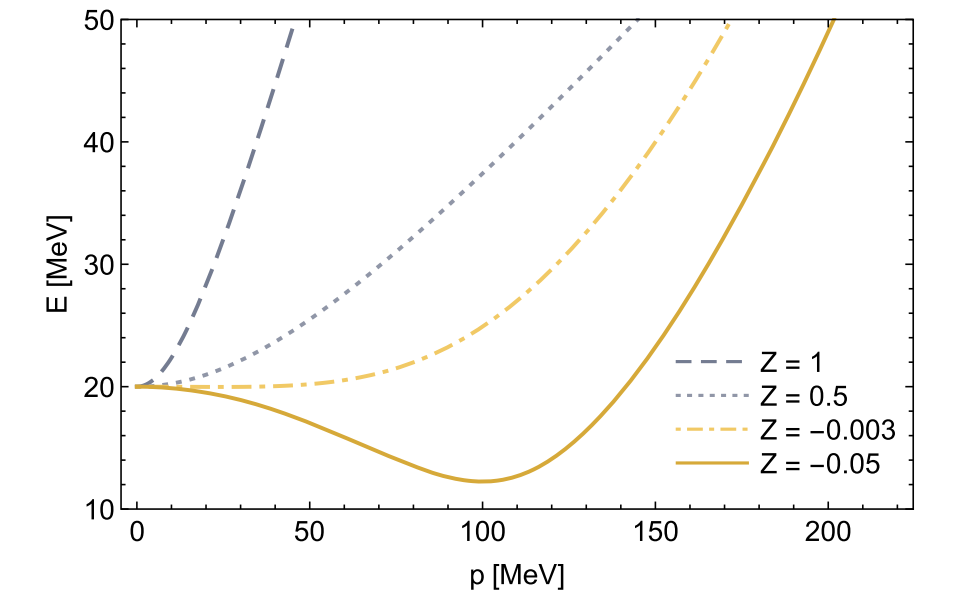 50
40
30
20
10
E [MeV]
Z = 1
Z = 0.5
Z = −0.003
Z = −0.05
0 50 100 150 200
p [MeV]